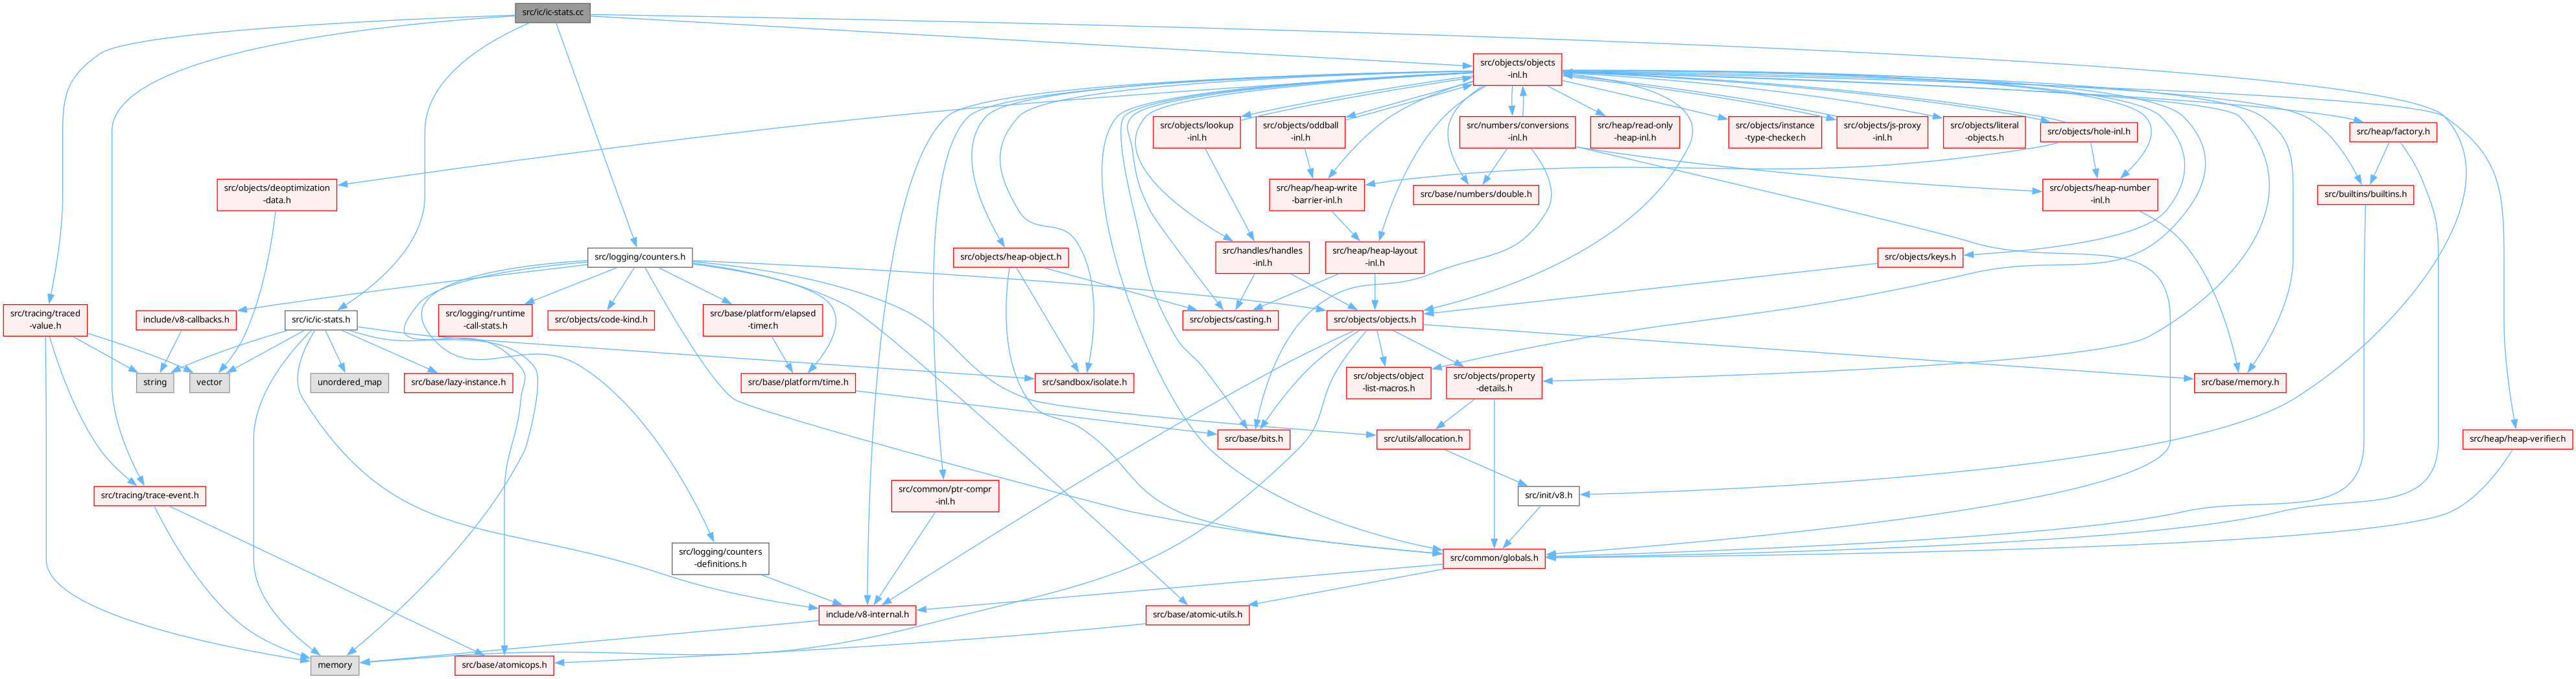 src/ic/ic-stats.cc
src/objects/objects
-inl.h
src/objects/lookup
-inl.h
src/objects/oddball
-inl.h
src/numbers/conversions
-inl.h
src/heap/read-only
-heap-inl.h
src/objects/instance
-type-checker.h
src/objects/js-proxy
-inl.h
src/objects/literal
-objects.h
src/objects/hole-inl.h
src/heap/factory.h
src/objects/deoptimization
-data.h
src/heap/heap-write
-barrier-inl.h
src/base/numbers/double.h
src/objects/heap-number
-inl.h
src/builtins/builtins.h
src/logging/counters.h
src/objects/heap-object.h
src/handles/handles
-inl.h
src/heap/heap-layout
-inl.h
src/objects/keys.h
src/tracing/traced
-value.h
include/v8-callbacks.h
src/ic/ic-stats.h
src/logging/runtime
-call-stats.h
src/objects/code-kind.h
src/base/platform/elapsed
-timer.h
src/objects/casting.h
src/objects/objects.h
string
vector
unordered_map
src/base/lazy-instance.h
src/base/platform/time.h
src/sandbox/isolate.h
src/objects/object
-list-macros.h
src/objects/property
-details.h
src/base/memory.h
src/base/bits.h
src/utils/allocation.h
src/heap/heap-verifier.h
src/tracing/trace-event.h
src/common/ptr-compr
-inl.h
src/init/v8.h
src/logging/counters
-definitions.h
src/common/globals.h
include/v8-internal.h
src/base/atomic-utils.h
memory
src/base/atomicops.h